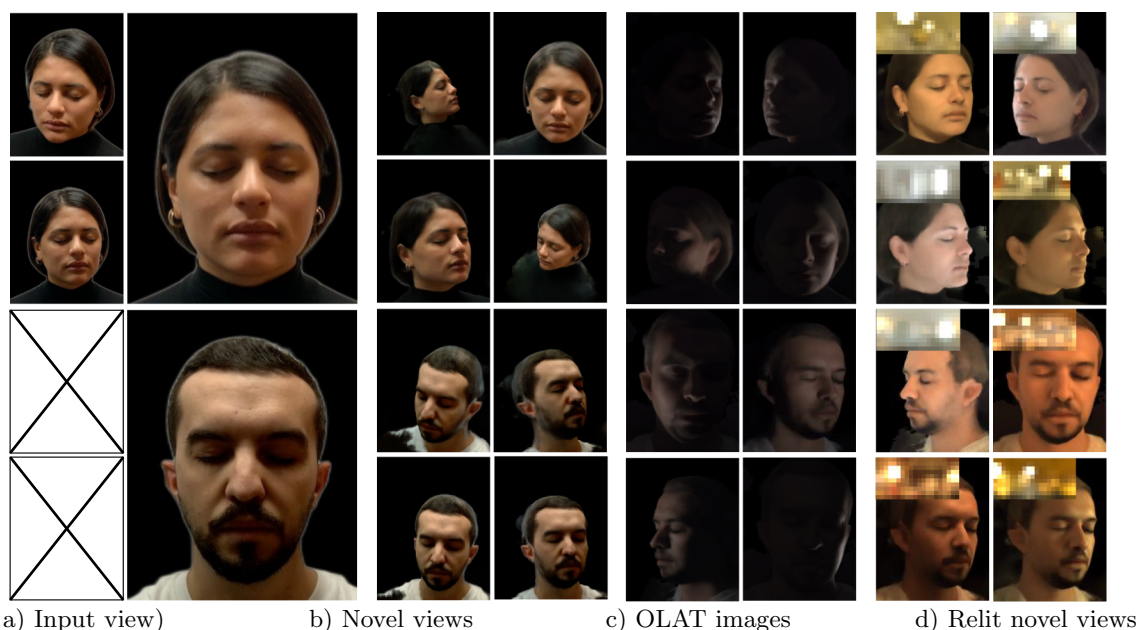 a) Input view)
b) Novel views
c) OLAT images
d) Relit novel views